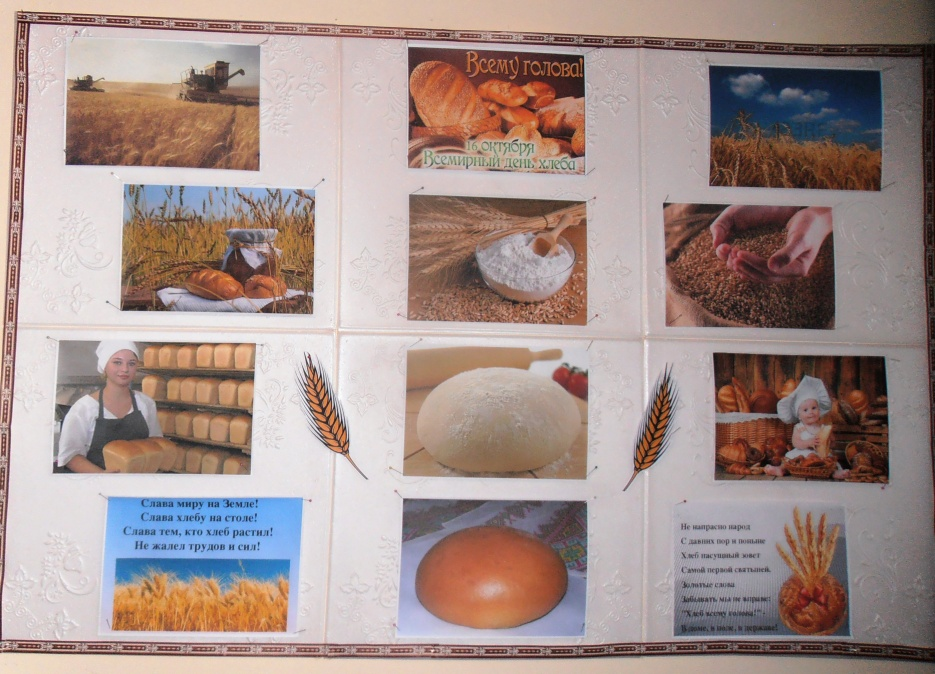 Всему голова!
16 октября
Всемирный день хлеба
Слава миру на Земле!
Слава хлебу на столе!
Слава тем, кто хлеб растил!
Не жалел трудов и сил!
Не напрасно народ
С давних пор и поныне
Хлеб насущный зовет
Самой первой святыней.
Золотые слова
Забывать мы не вправе:
"Хлеб всему голова!" -
В доме, в поле, в державе!